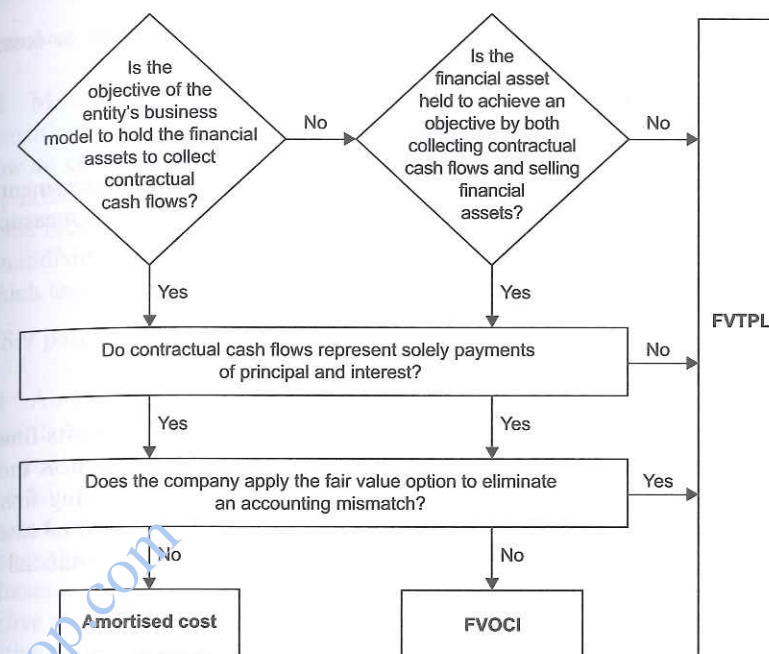 Is the
objective of the
entity's business
model to hold the financial
assets to collect
contractual
cash flows?
No
Is the
financial asset
held to achieve an
objective by both
collecting contractual
cash flows and selling
financial
assets?
No
Yes
Yes
FVTPL
Do contractual cash flows represent solely payments
of principal and interest?
No
Yes
Yes
Does the company apply the fair value option to eliminate
an accounting mismatch?
Yes
No
No
Amortised cost
FVOCI
op.com